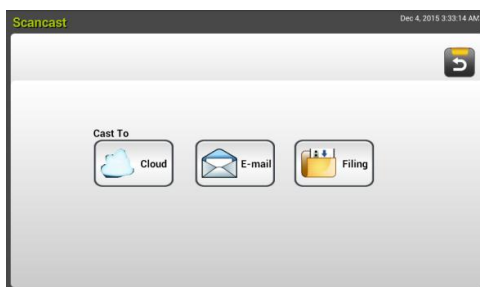 Scancast
Dec 4, 2015 3:33:14 AM
Cast To
Cloud
E-mail
Filing